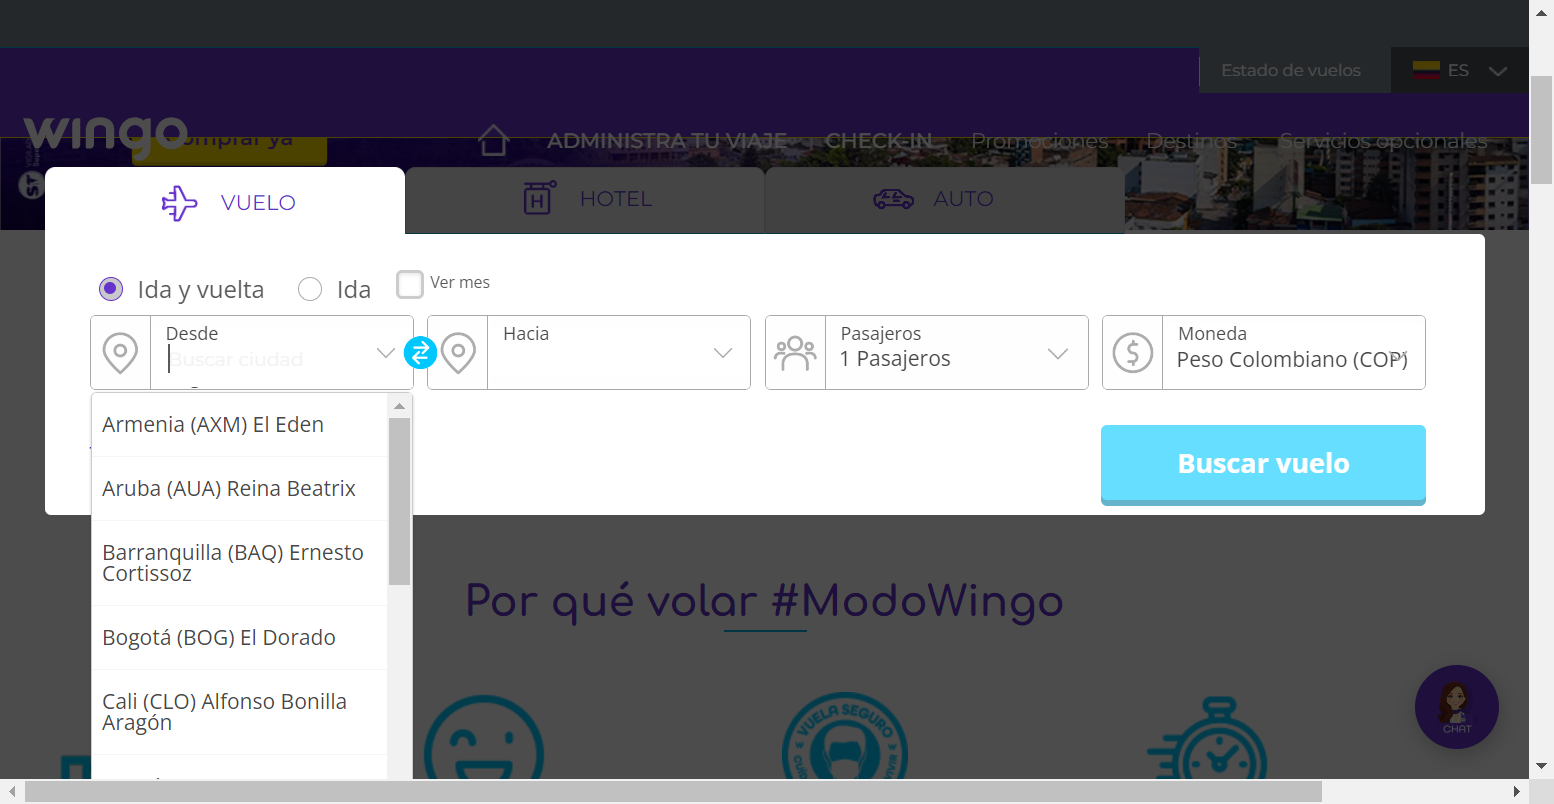 Estado de vuelos
ES
wingo
Comprar ya
ADMINISTRA TU VIAJE
CHECK-IN
Promociones
Destinos
Servicios opcionales
VUELO
HOTEL
AUTO
Ida y vuelta
Ida
Ver mes
Desde
Buscar ciudad
Hacia
Pasajeros
1 Pasajeros
Moneda
Peso Colombiano (COP)
Armenia (AXM) El Eden
Aruba (AUA) Reina Beatrix
Barranquilla (BAQ) Ernesto
Cortissoz
Bogotá (BOG) El Dorado
Cali (CLO) Alfonso Bonilla
Aragón
Buscar vuelo
Por qué volar #ModoWingo
VUELA SEGURO
CHAT